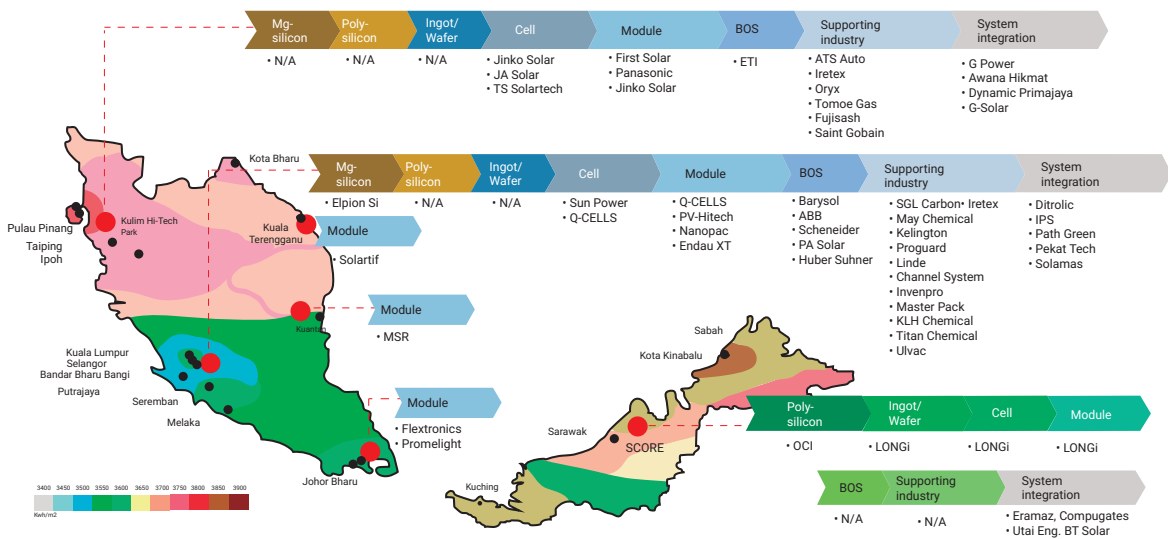 Mg-
silicon
Poly-
silicon
Ingot/
Wafer
Cell
Module
BOS
Supporting
industry
System
integration
• N/A
• N/A
• N/A
• Jinko Solar
• JA Solar
• TS Solartech
• First Solar
• Panasonic
• Jinko Solar
• ETI
• ATS Auto
• Iretex
• Oryx
• Tomoe Gas
• Fujisash
• Saint Gobain
• G Power
• Awana Hikmat
• Dynamic Primajaya
• G-Solar
Mg-
silicon
Poly-
silicon
Ingot/
Wafer
Cell
Module
BOS
Supporting
industry
System
integration
• Elpion Si
• N/A
• N/A
• Sun Power
• Q-CELLS
• Q-CELLS
• PV-Hitech
• Nanopac
• Endau XT
• Barysol
• ABB
• Scheneider
• PA Solar
• Huber Suhner
• SGL Carbon• Iretex
• May Chemical
• Kelington
• Proguard
• Linde
• Channel System
• Invenpro
• Master Pack
• KLH Chemical
• Titan Chemical
• Ulvac
• Ditrolic
• IPS
• Path Green
• Pekat Tech
• Solamas
Kota Bharu
Pulau Pinang
Taiping
Ipoh
Kulim Hi-Tech
Park
Kuala
Terengganu
Module
• Solartif
Module
• MSR
Kuantan
Kuala Lumpur
Selangor
Bandar Bharu Bangi
Putrajaya
Seremban
Melaka
Module
• Flextronics
• Promelight
Johor Bharu
3400 3450 3500 3550 3600 3650 3700 3750 3800 3850 3900
Kwh/m2
Sabah
Kota Kinabalu
Sarawak
SCORE
Kuching
Poly-
silicon
Ingot/
Wafer
Cell
Module
• OCI
• LONGi
• LONGi
• LONGi
BOS
Supporting
industry
System
integration
• N/A
• N/A
• Eramaz, Compugates
• Utai Eng. BT Solar